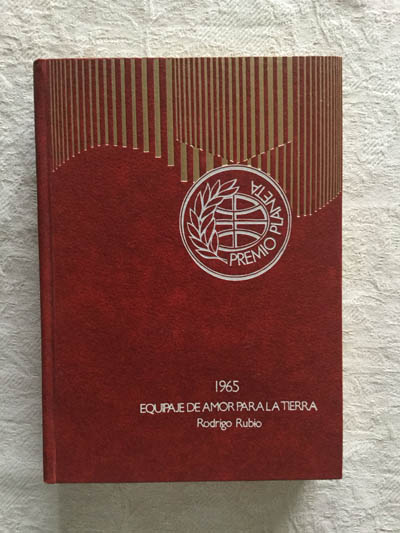 PREMIO PLANETA
1965
EQUIPAJE DE AMOR PARA LA TIERRA
Rodrigo Rubio